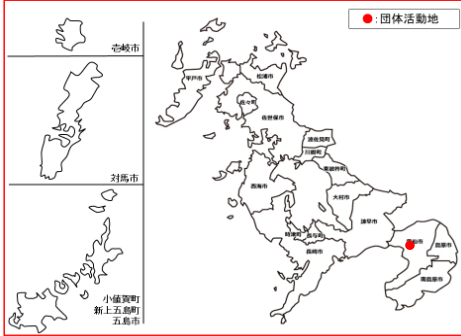 ●:団体活動地
壱岐市
対馬市
小値賀町
新上五島町
五島市
平戸市
松浦市
佐々町
佐世保市
波佐見町
川棚町
東彼杵町
西海市
大村市
諫早市
時津町
長与町
長崎市
島原市
南島原市